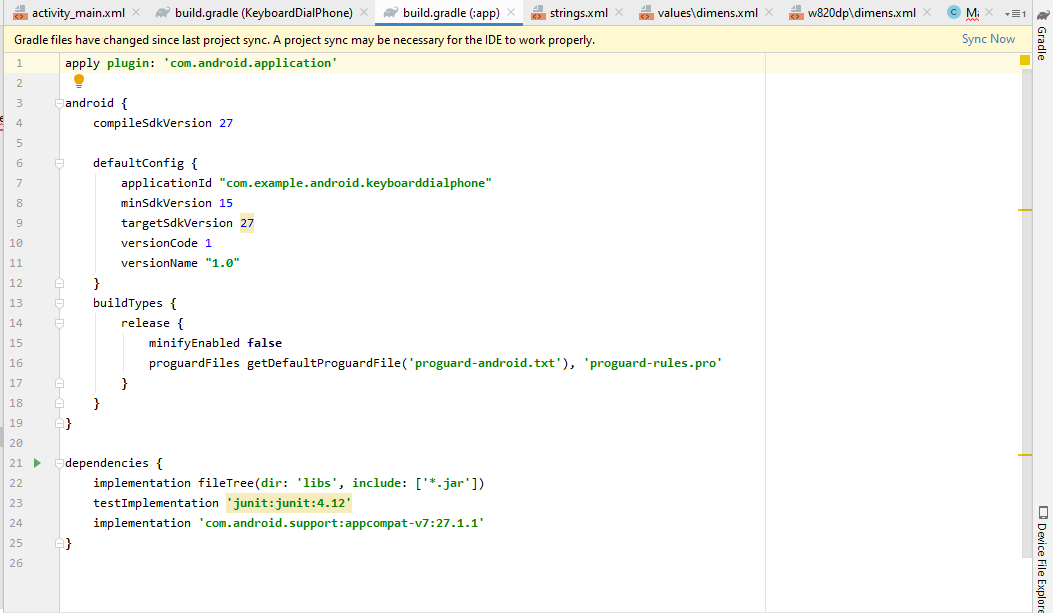 activity_main.xml build.gradle (KeyboardDialPhone) build.gradle (:app) strings.xml values\dimens.xml w820dp\dimens.xml C
Gradle files have changed since last project sync. A project sync may be necessary for the IDE to work properly. Sync Now
1 apply plugin: 'com.android.application'
2
3 android {
4 compileSdkVersion 27
5
6 defaultConfig {
7 applicationId "com.example.android.keyboarddialphone"
8 minSdkVersion 15
9 targetSdkVersion 27
10 versionCode 1
11 versionName "1.0"
12 }
13 buildTypes {
14 release {
15 minifyEnabled false
16 proguardFiles getDefaultProguardFile('proguard-android.txt'), 'proguard-rules.pro'
17 }
18 }
19 }
20
21 dependencies {
22 implementation fileTree(dir: 'libs', include: ['*.jar'])
23 testImplementation 'junit:junit:4.12'
24 implementation 'com.android.support:appcompat-v7:27.1.1'
25 }
26
Gradle
Device File Explore